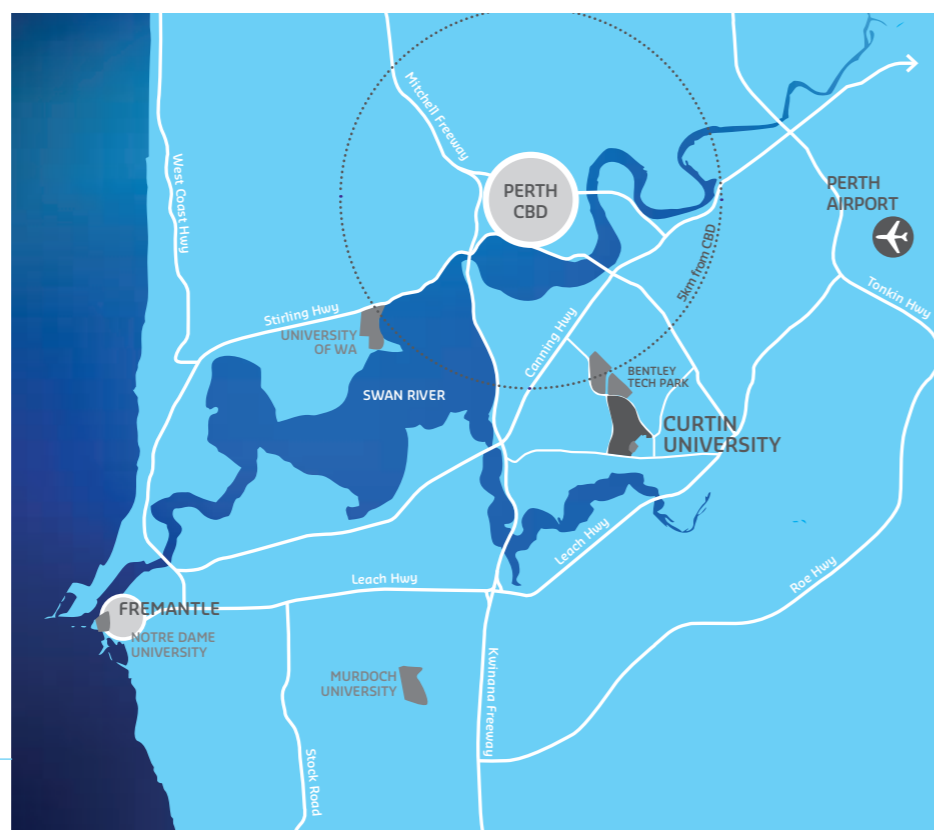 Mitchell Freeway
West Coast Hwy
PERTH
CBD
PERTH
AIRPORT
5km from CBD
Tonkin Hwy
Stirling Hwy
UNIVERSITY
OF WA
Canning Hwy
BENTLEY
TECH PARK
SWAN RIVER
CURTIN
UNIVERSITY
Leach Hwy
Leach Hwy
Roe Hwy
FREMANTLE
NOTRE DAME
UNIVERSITY
MURDOCH
UNIVERSITY
Kwinana Freeway
Stock Road